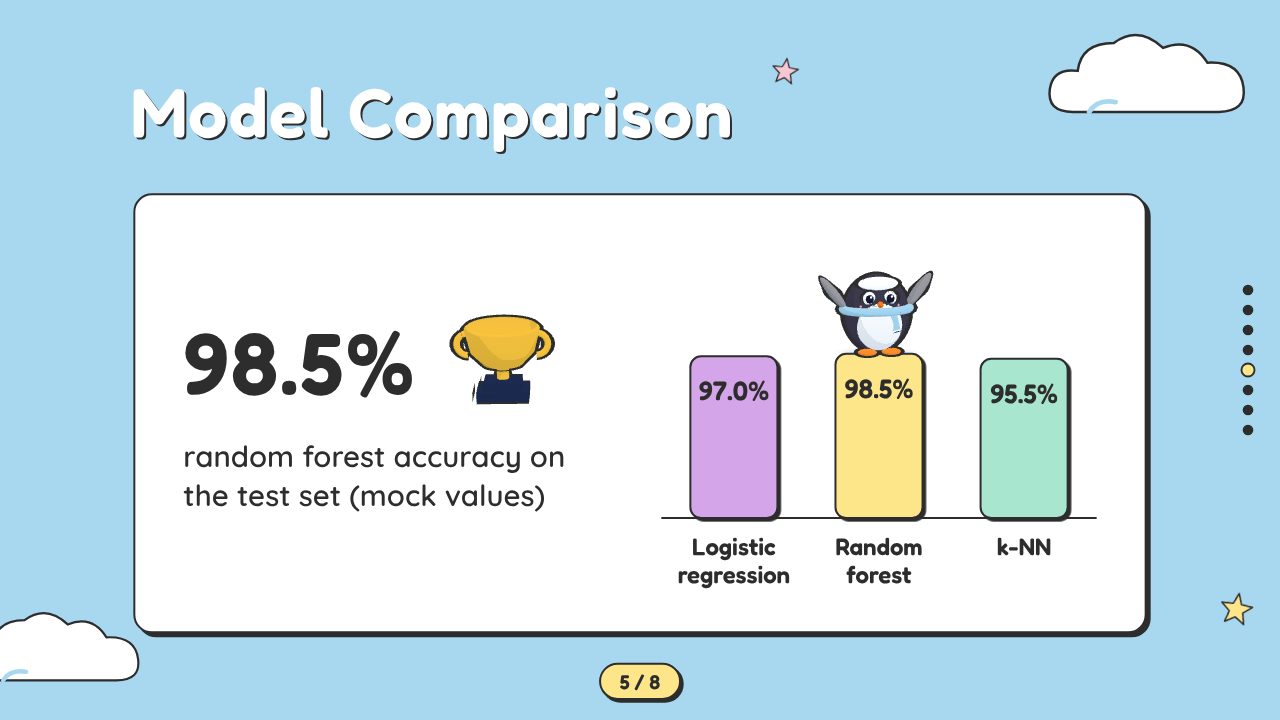 Model Comparison
98.5%
random forest accuracy on
the test set (mock values)
97.0%
98.5%
95.5%
Logistic
regression
Random
forest
k-NN
5 / 8